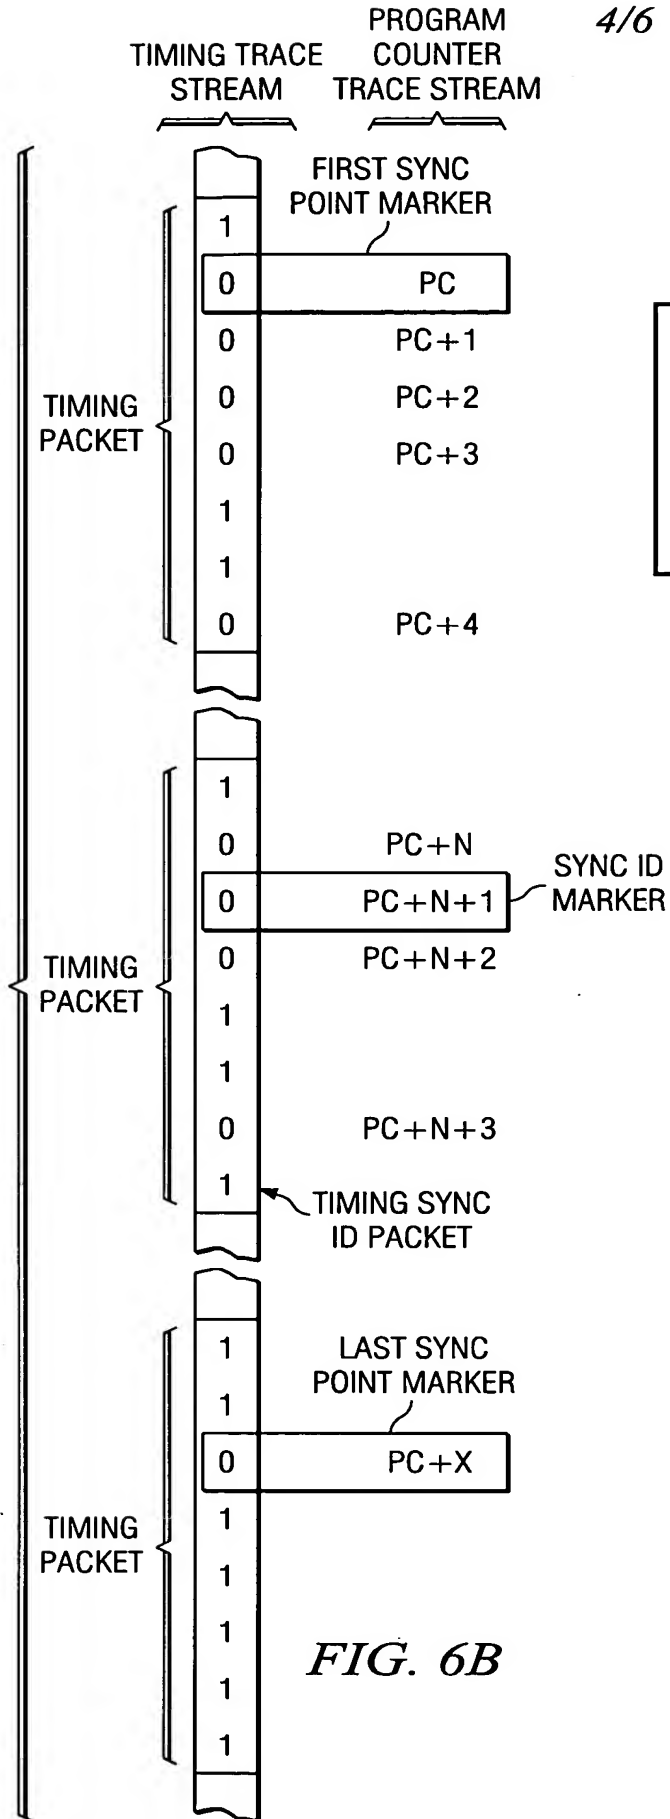 4/6
TIMING TRACE
STREAM
PROGRAM
COUNTER
TRACE STREAM
FIRST SYNC
POINT MARKER
1
0 PC
0 PC+1
0 PC+2
0 PC+3
1
1
0 PC+4
TIMING
PACKET
1
0 PC+N
0 PC+N+1
SYNC ID
MARKER
0 PC+N+2
1
1
0 PC+N+3
1
TIMING
PACKET
TIMING SYNC
ID PACKET
1
LAST SYNC
POINT MARKER
1
0 PC+X
1
1
1
1
1
TIMING
PACKET
FIG. 6B